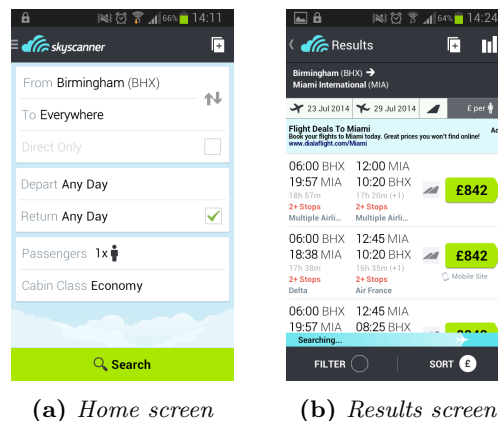 66% 14:11
skyscanner
From Birmingham (BHX)
To Everywhere
Direct Only
Depart Any Day
Return Any Day
Passengers 1x
Cabin Class Economy
Search
(a) Home screen
64% 14:24
Results
Birmingham (BHX) →
Miami International (MIA)
23 Jul 2014 29 Jul 2014 £ per
Flight Deals To Miami
Book your flights to Miami today. Great prices you won't find online!
www.dialaflight.com/Miami
06:00 BHX 12:00 MIA
19:57 MIA 10:20 BHX £842
18h 57m 17h 20m (+1)
2+ Stops 2+ Stops
Multiple Airli... Multiple Airli...
06:00 BHX 12:45 MIA
18:38 MIA 10:20 BHX £842
17h 38m 16h 35m (+1) Mobile Site
2+ Stops 2+ Stops
Delta Air France
06:00 BHX 12:45 MIA
19:57 MIA 08:25 BHX
Searching...
FILTER SORT £
(b) Results screen